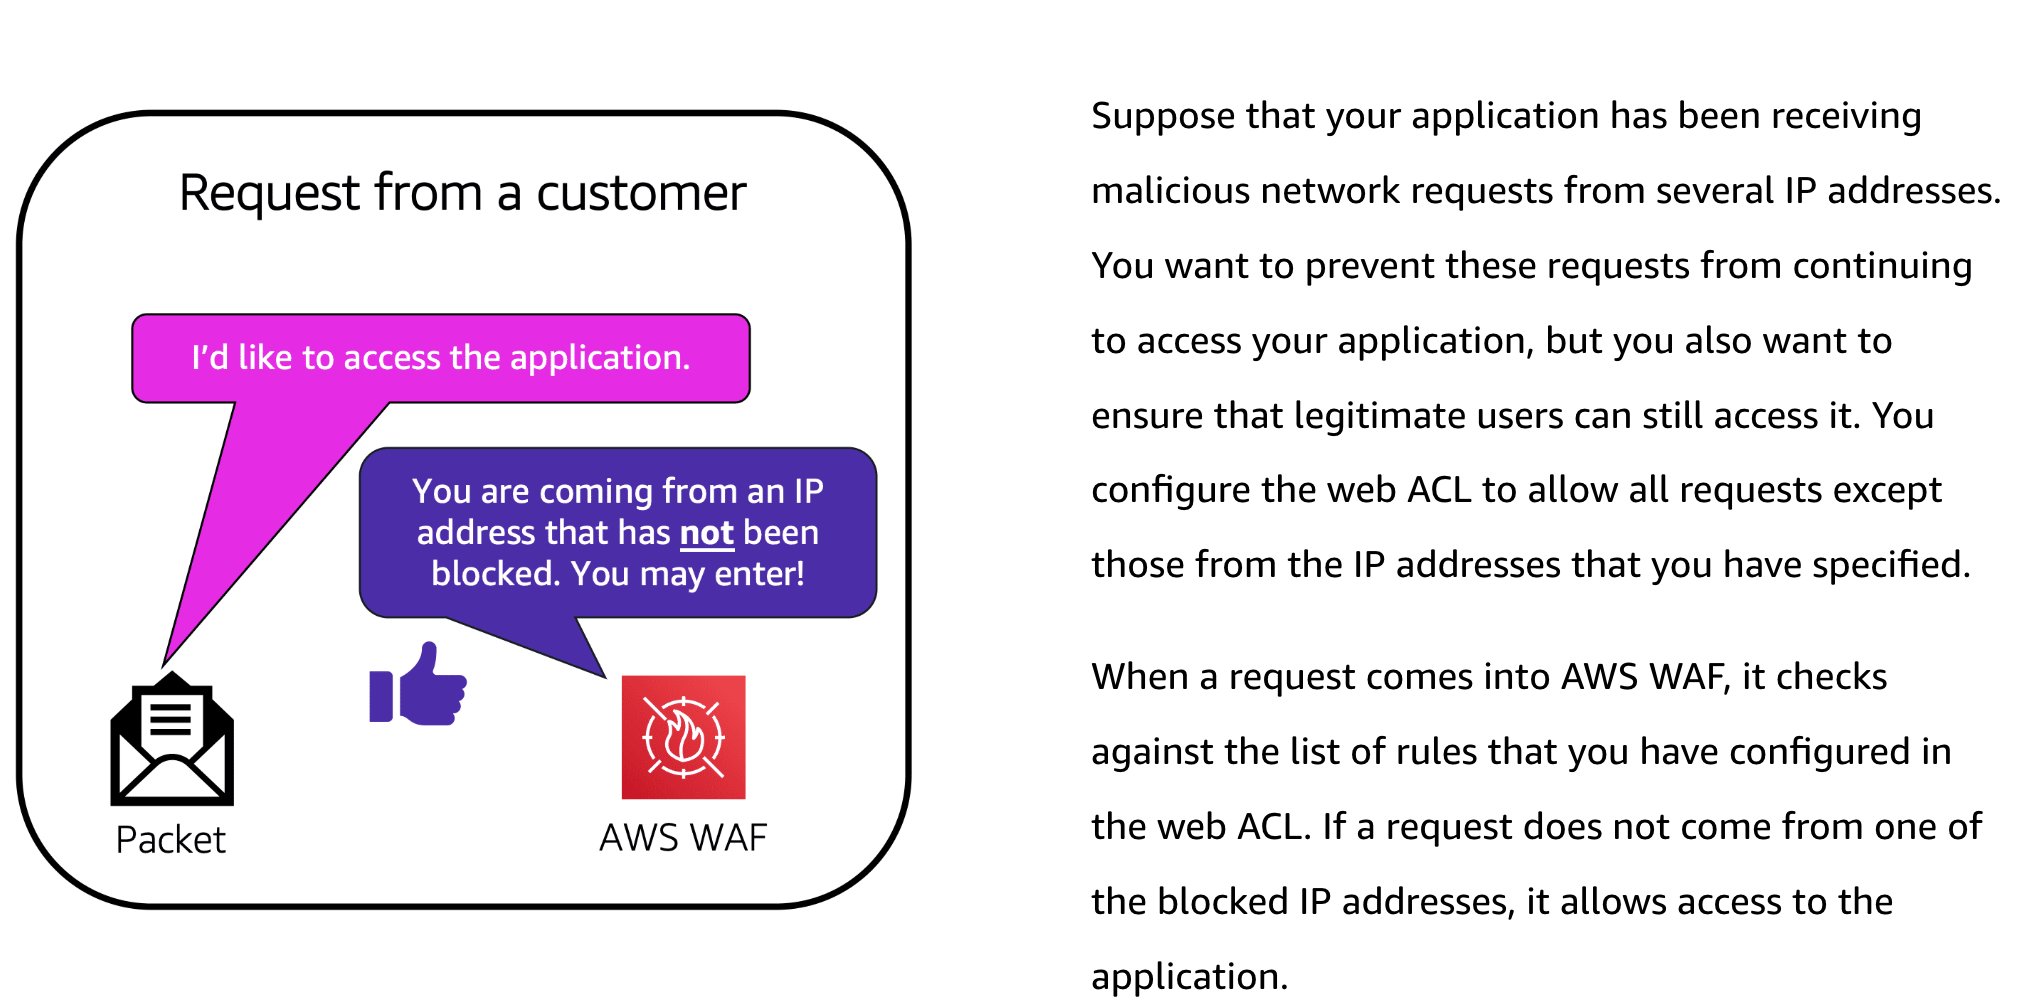 Request from a customer
I’d like to access the application.
You are coming from an IP
address that has not been
blocked. You may enter!
Packet
AWS WAF
Suppose that your application has been receiving
malicious network requests from several IP addresses.
You want to prevent these requests from continuing
to access your application, but you also want to
ensure that legitimate users can still access it. You
configure the web ACL to allow all requests except
those from the IP addresses that you have specified.
When a request comes into AWS WAF, it checks
against the list of rules that you have configured in
the web ACL. If a request does not come from one of
the blocked IP addresses, it allows access to the
application.